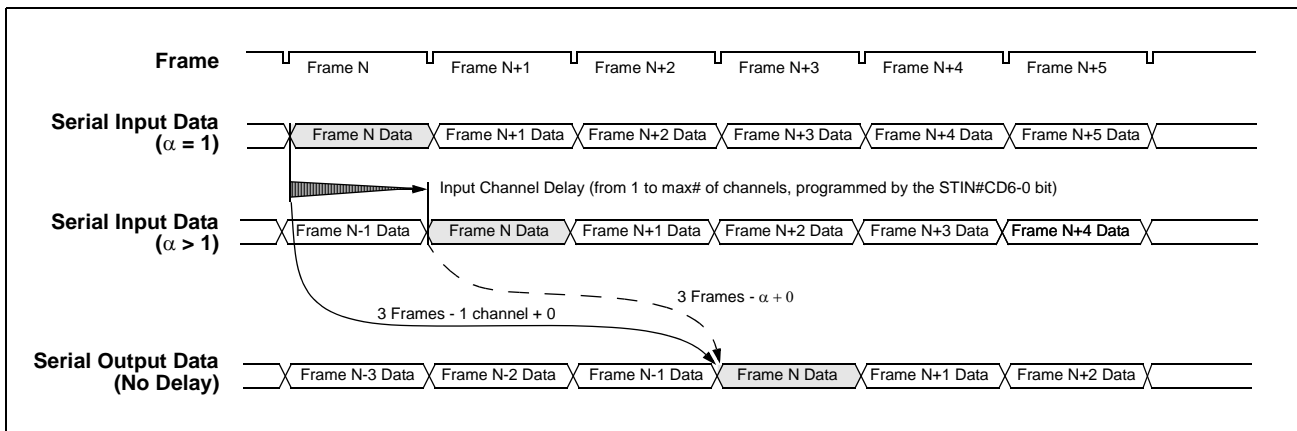 Frame
Frame N Frame N+1 Frame N+2 Frame N+3 Frame N+4 Frame N+5
Serial Input Data
(α = 1)
Frame N Data Frame N+1 Data Frame N+2 Data Frame N+3 Data Frame N+4 Data Frame N+5 Data
Input Channel Delay (from 1 to max# of channels, programmed by the STIN#CD6-0 bit)
Serial Input Data
(α > 1)
Frame N-1 Data Frame N Data Frame N+1 Data Frame N+2 Data Frame N+3 Data Frame N+4 Data
3 Frames - α + 0
3 Frames - 1 channel + 0
Serial Output Data
(No Delay)
Frame N-3 Data Frame N-2 Data Frame N-1 Data Frame N Data Frame N+1 Data Frame N+2 Data